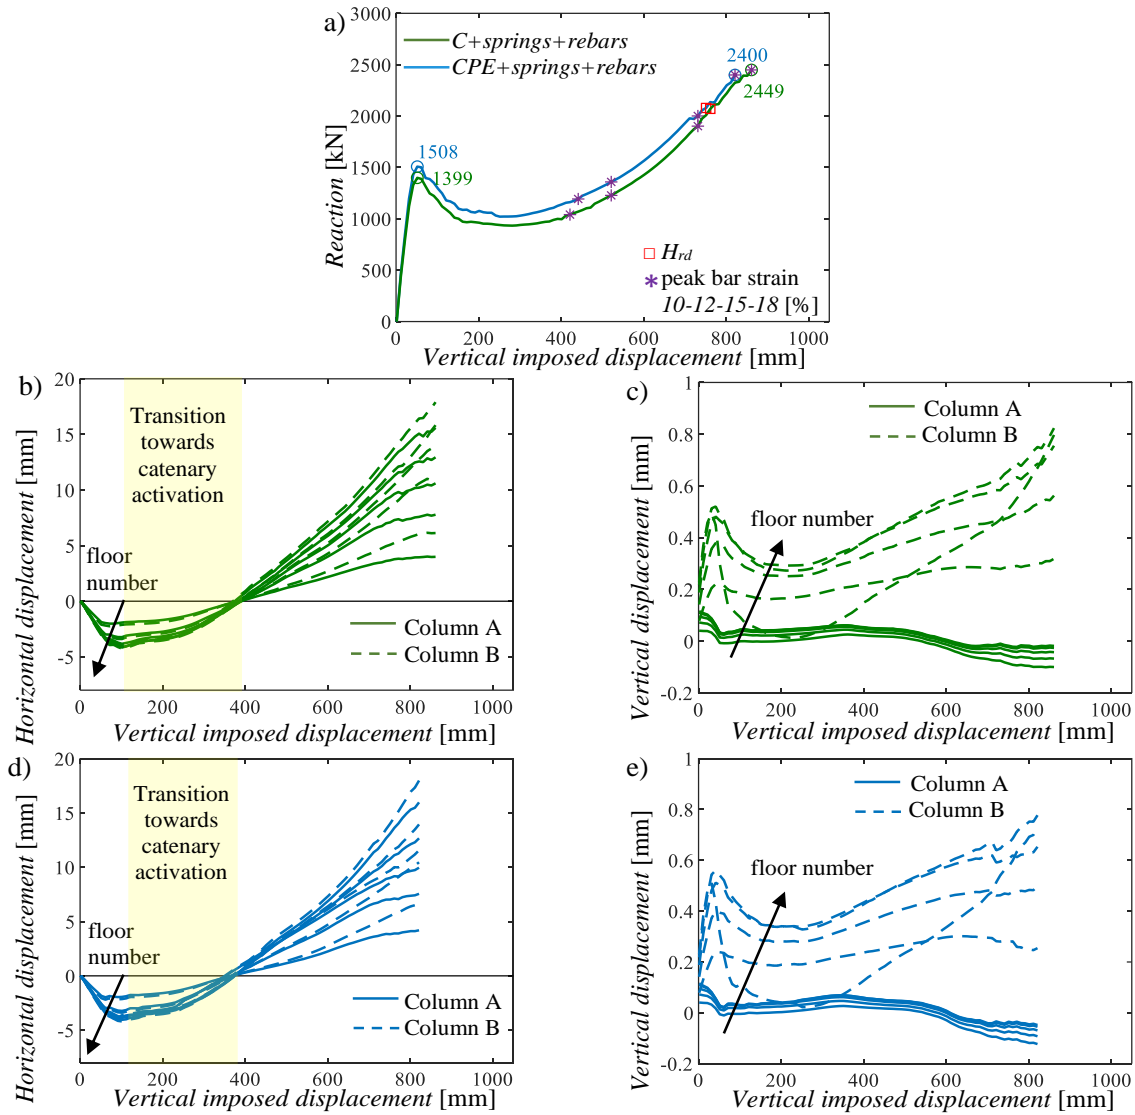 a)
3000
2500
2000
1500
1000
500
0
Reaction [kN]
C+springs+rebars
CPE+springs+rebars
2400
2449
1508
1399
Hrd
peak bar strain
10-12-15-18 [%]
0 200 400 600 800 1000
Vertical imposed displacement [mm]
b)
20
15
10
5
0
-5
Horizontal displacement [mm]
Transition
towards
catenary
activation
floor
number
Column A
Column B
0 200 400 600 800 1000
Vertical imposed displacement [mm]
c)
1
0.8
0.6
0.4
0.2
0
-0.2
Vertical displacement [mm]
Column A
Column B
floor number
0 200 400 600 800 1000
Vertical imposed displacement [mm]
d)
20
15
10
5
0
-5
Horizontal displacement [mm]
Transition
towards
catenary
activation
floor
number
Column A
Column B
0 200 400 600 800 1000
Vertical imposed displacement [mm]
e)
1
0.8
0.6
0.4
0.2
0
-0.2
Vertical displacement [mm]
Column A
Column B
floor number
0 200 400 600 800 1000
Vertical imposed displacement [mm]